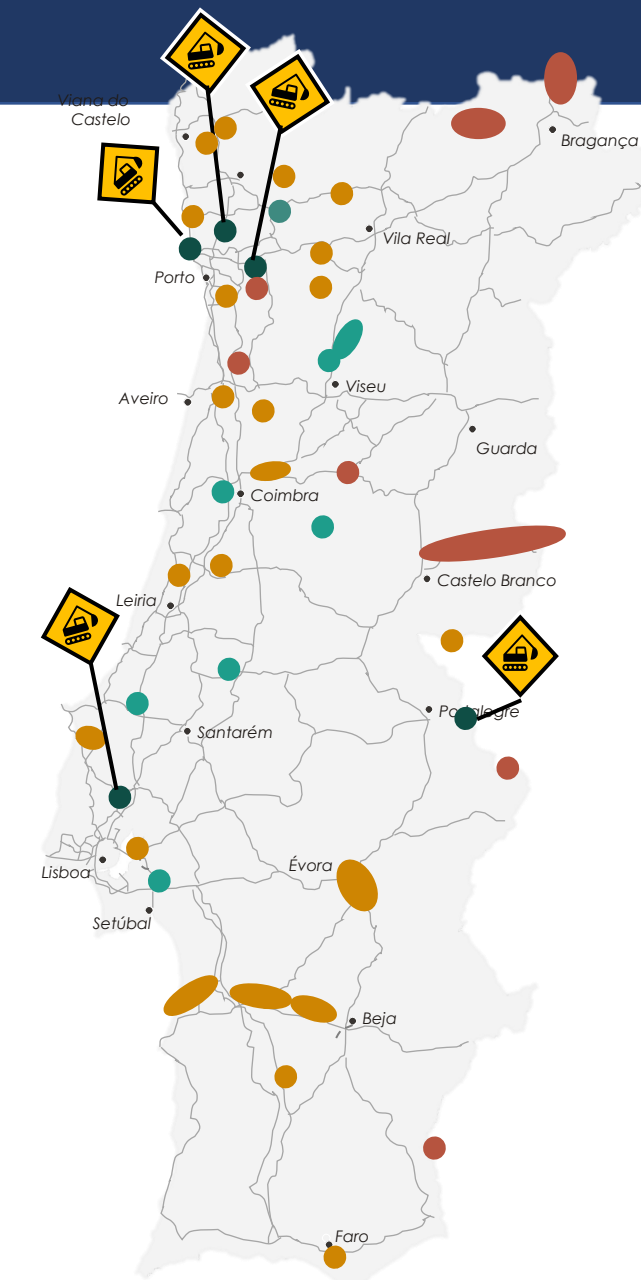 Viana do
Castelo
Bragança
Vila Real
Porto
Viseu
Aveiro
Guarda
Coimbra
Castelo Branco
Leiria
Portalegre
Santarém
Évora
Lisboa
Setúbal
Beja
Faro